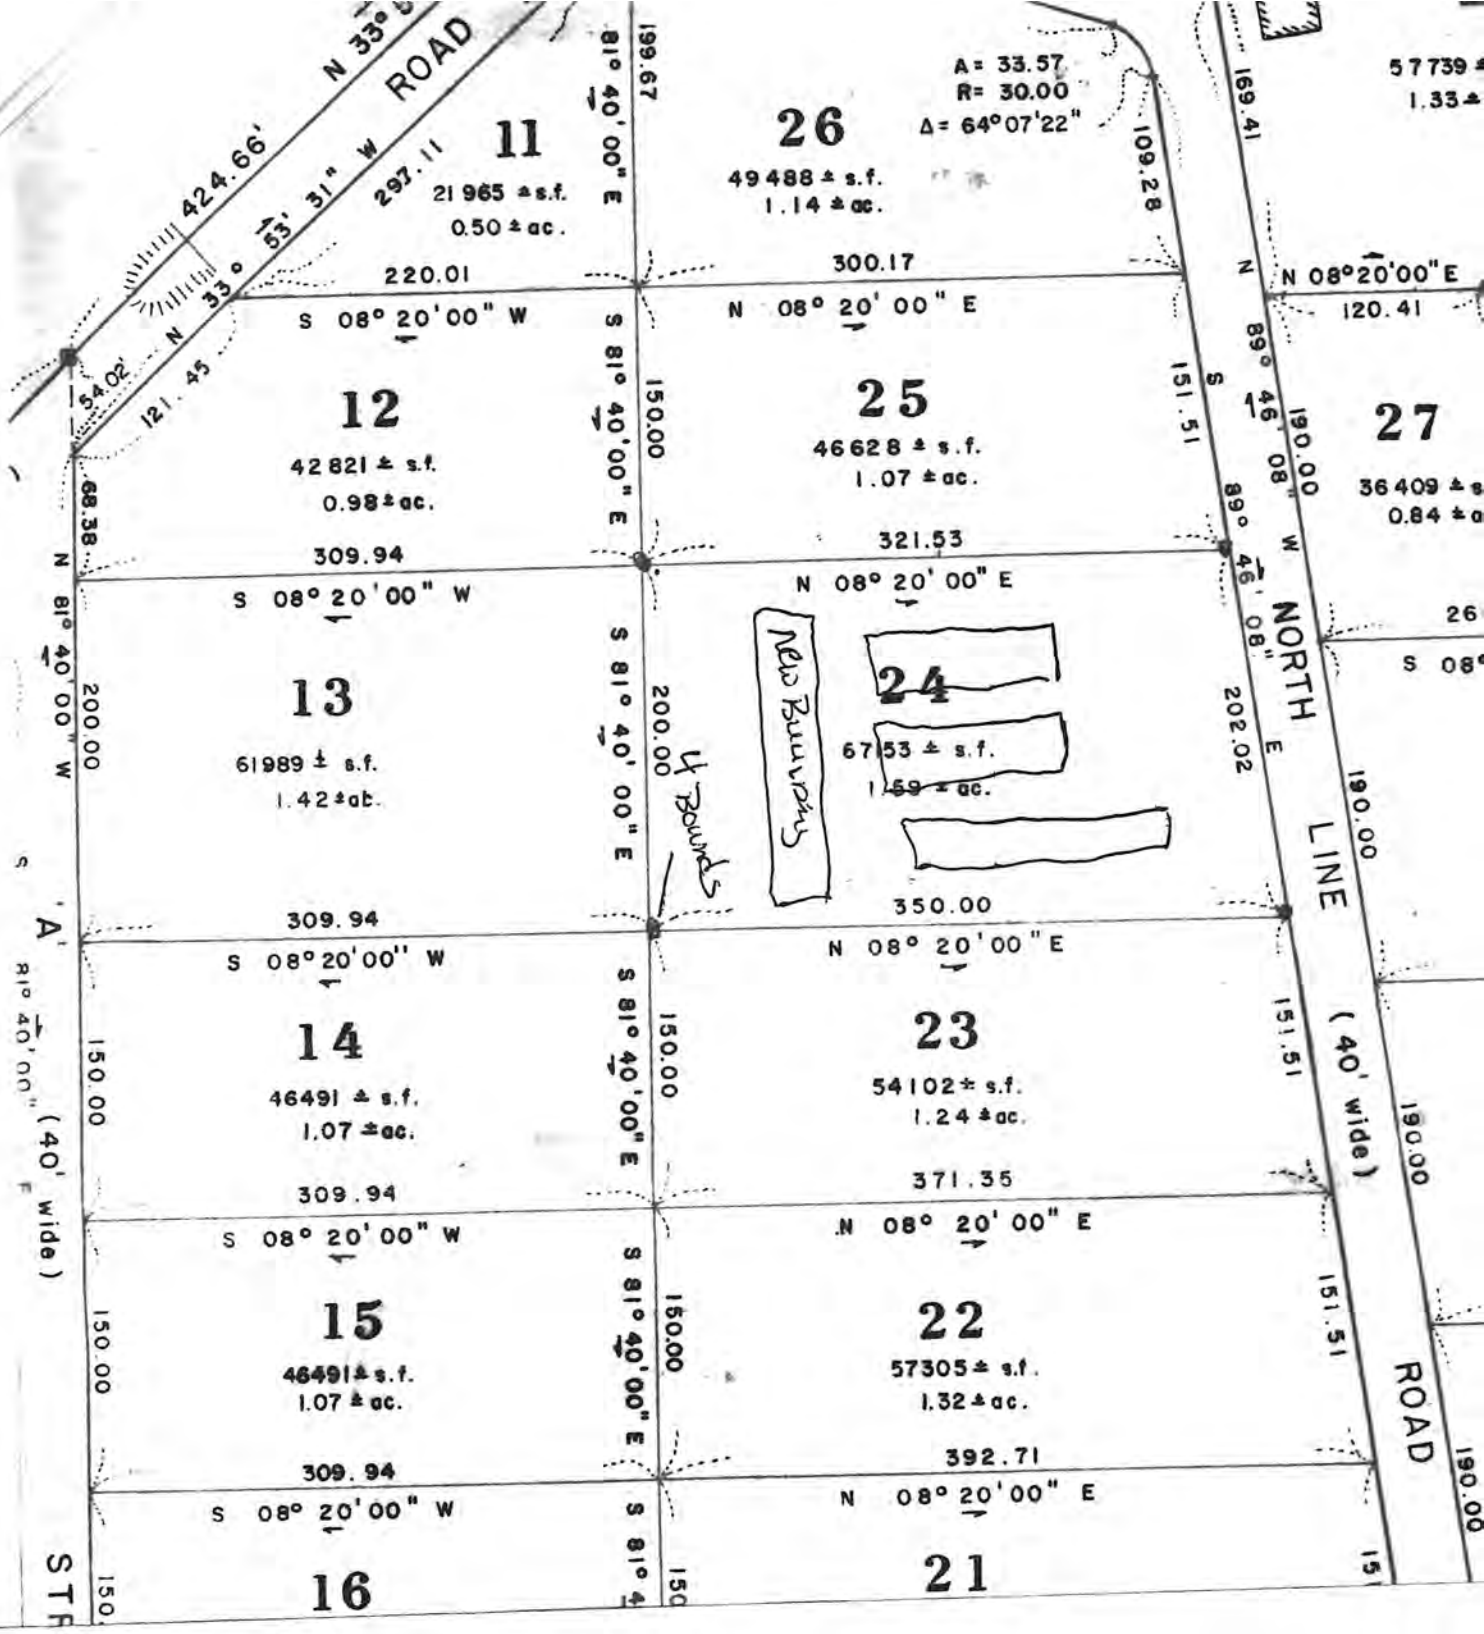 N 33°
ROAD
424.66'
N 33° 53' 31" W
297.11
11
21 965 ± s.f.
0.50 ± ac.
81° 40' 00" E
199.67
26
49 488 ± s.f.
1.14 ± ac.
A= 33.57
R= 30.00
Δ= 64°07'22"
109.28
169.41
57739 ±
1.33 ±
220.01
S 08° 20' 00" W
300.17
N 08° 20' 00" E
N 08°20'00" E
120.41
54.02'
121.45
68.38
12
42 821 ± s.f.
0.98 ± ac.
S 81° 40' 00" E
150.00
25
46628 ± s.f.
1.07 ± ac.
151.51
S 89° 46' 08" E
N 89° 46' 08" W
190.00
27
36409 ± s
0.84 ± a
309.94
S 08° 20' 00" W
321.53
N 08° 20' 00" E
26
S 08°
N 81° 40' 00" W
200.00
13
61989 ± s.f.
1.42 ± ac.
S 81° 40' 00" E
200.00
4 Bounds
New Building
24
67153 ± s.f.
1.59 ± ac.
202.02
NORTH LINE (40' wide) ROAD
190.00
309.94
S 08° 20' 00" W
350.00
N 08° 20' 00" E
S 81° 40' 00" E
'A' (40' wide)
STR
150.00
14
46491 ± s.f.
1.07 ± ac.
S 81° 40' 00" E
150.00
23
54102 ± s.f.
1.24 ± ac.
151.51
190.00
309.94
S 08° 20' 00" W
371.35
N 08° 20' 00" E
150.00
15
46491 ± s.f.
1.07 ± ac.
S 81° 40' 00" E
150.00
22
57305 ± s.f.
1.32 ± ac.
151.51
190.00
309.94
S 08° 20' 00" W
392.71
N 08° 20' 00" E
150.
16
S 81° 4
150
21
151